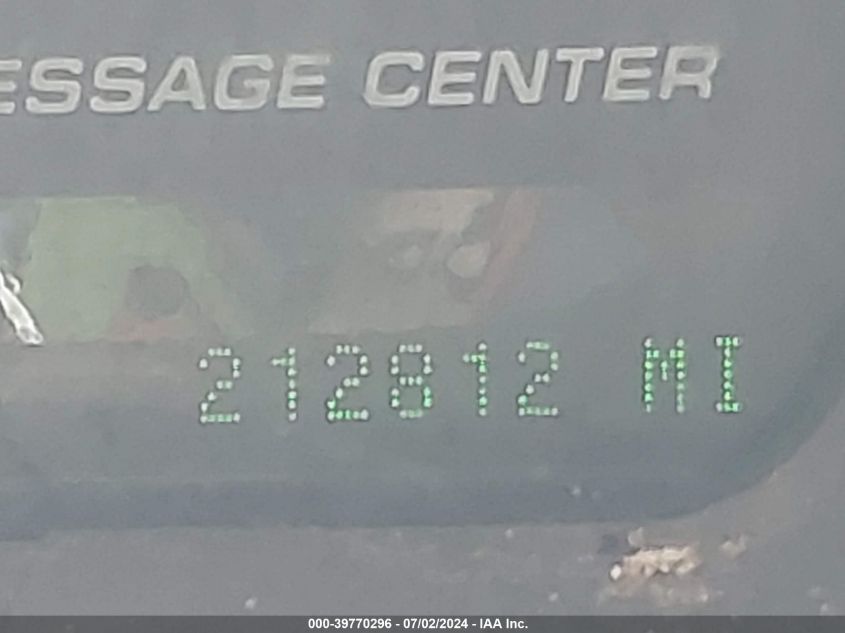 ESSAGE CENTER
212812 MI
000-39770296 - 07/02/2024 - IAA Inc.